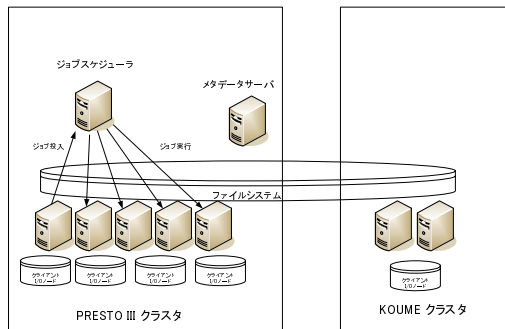 ジョブスケジューラ
メタデータサーバ
ジョブ投入
ジョブ実行
ファイルシステム
クライアント
I/Oノード
クライアント
I/Oノード
クライアント
I/Oノード
クライアント
I/Oノード
クライアント
I/Oノード
PRESTO III クラスタ
KOUME クラスタ